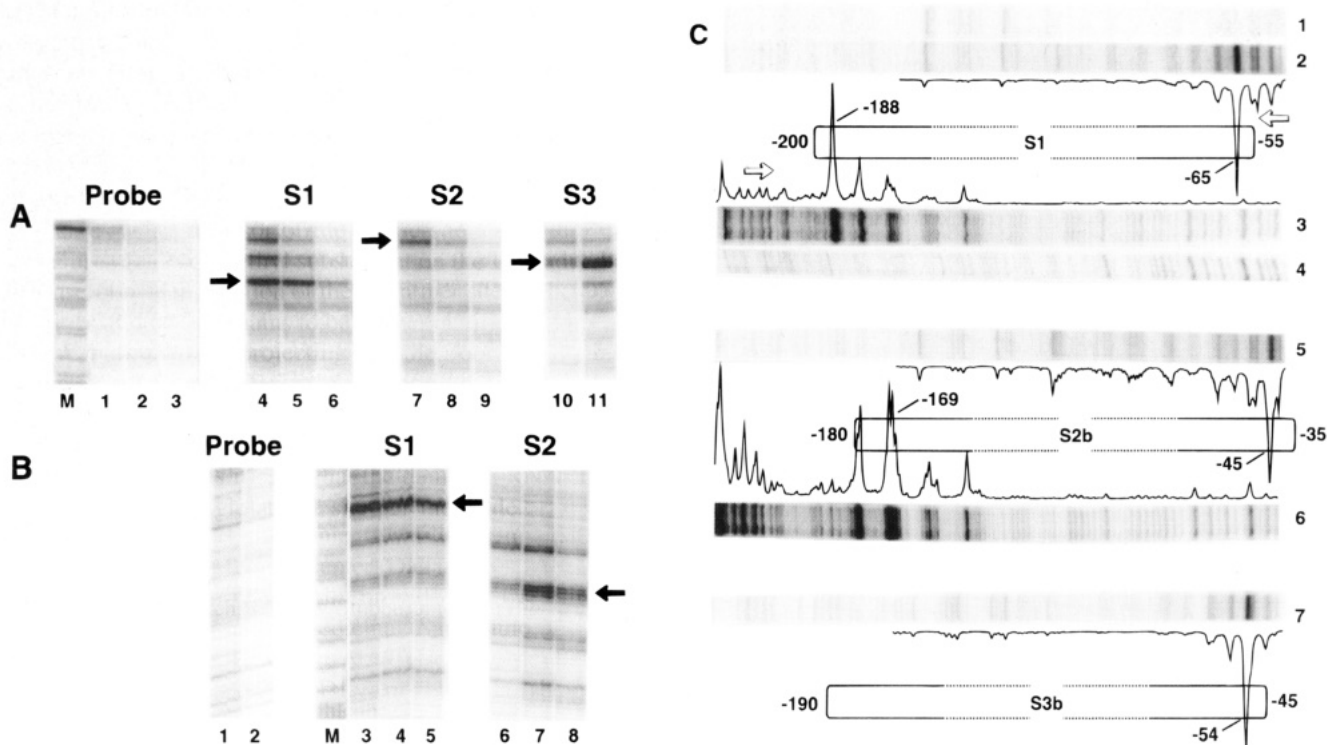 A
Probe S1 S2 S3
M 1 2 3 4 5 6 7 8 9 10 11
B
Probe S1 S2
1 2 M 3 4 5 6 7 8
C
1
2
-188
-200 S1 -55
-65
3
4
5
-169
-180 S2b -35
-45
6
7
-190 S3b -45
-54